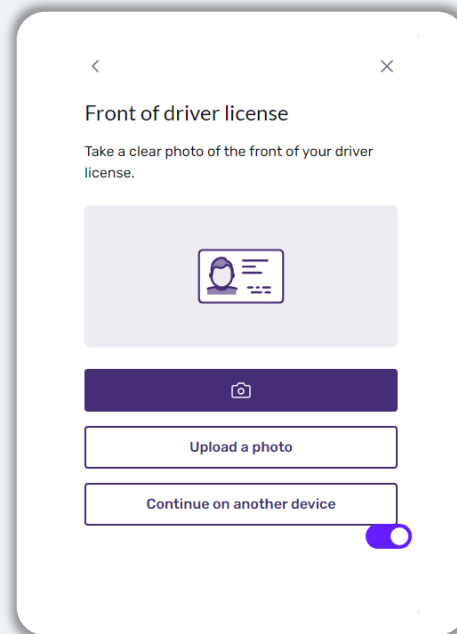 Front of driver license
Take a clear photo of the front of your driver
license.
Upload a photo
Continue on another device